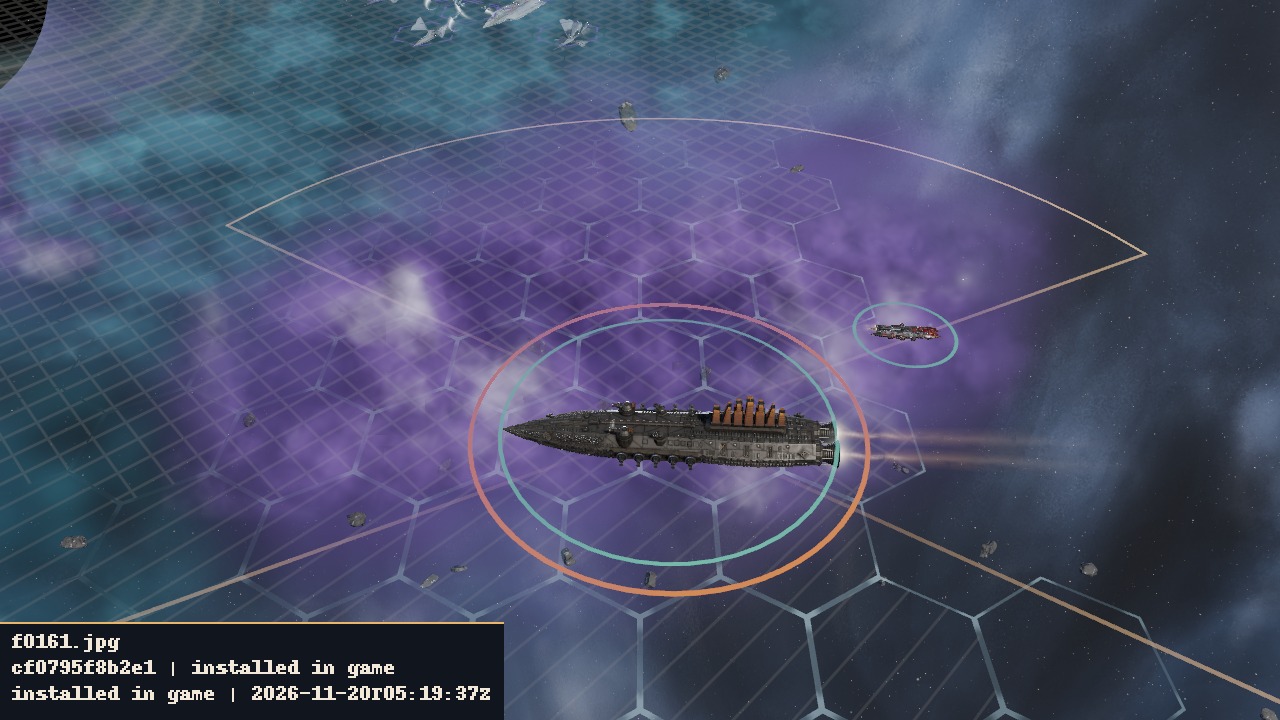 f0161.jpg
cf0795f8b2e1 | installed in game
installed in game | 2026-11-20T05:19:37Z